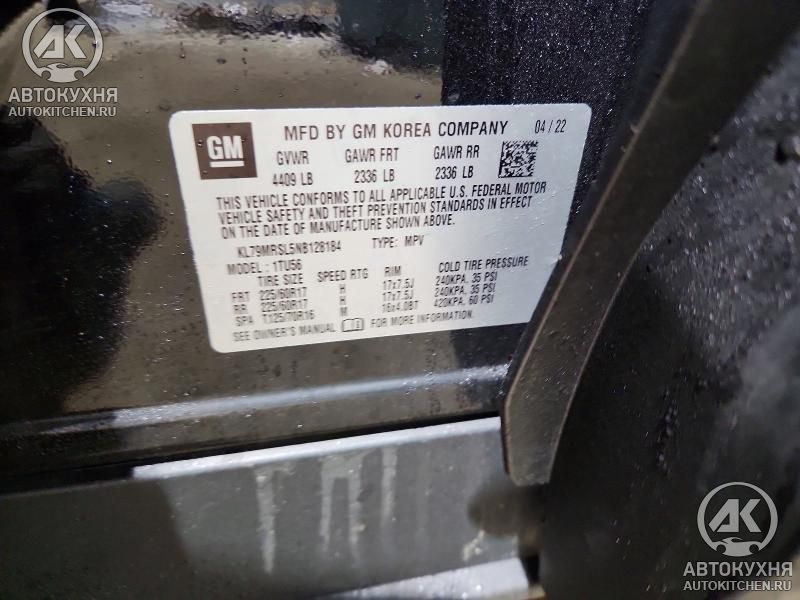 АК
АВТОКУХНЯ
AUTOKITCHEN.RU
GM
MFD BY GM KOREA COMPANY 04 / 22
GVWR GAWR FRT GAWR RR
4409 LB 2336 LB 2336 LB
THIS VEHICLE CONFORMS TO ALL APPLICABLE U.S. FEDERAL MOTOR
VEHICLE SAFETY AND THEFT PREVENTION STANDARDS IN EFFECT
ON THE DATE OF MANUFACTURE SHOWN ABOVE.
KL79MRSL5NB128184 TYPE: MPV
MODEL : 1TU56
TIRE SIZE SPEED RTG RIM COLD TIRE PRESSURE
FRT 225/60R17 H 17x7.5J 240KPA, 35 PSI
RR 225/60R17 H 17x7.5J 240KPA, 35 PSI
SPA T125/70R16 M 16x4.0BT 420KPA, 60 PSI
SEE OWNER'S MANUAL FOR MORE INFORMATION.
АК
АВТОКУХНЯ
AUTOKITCHEN.RU